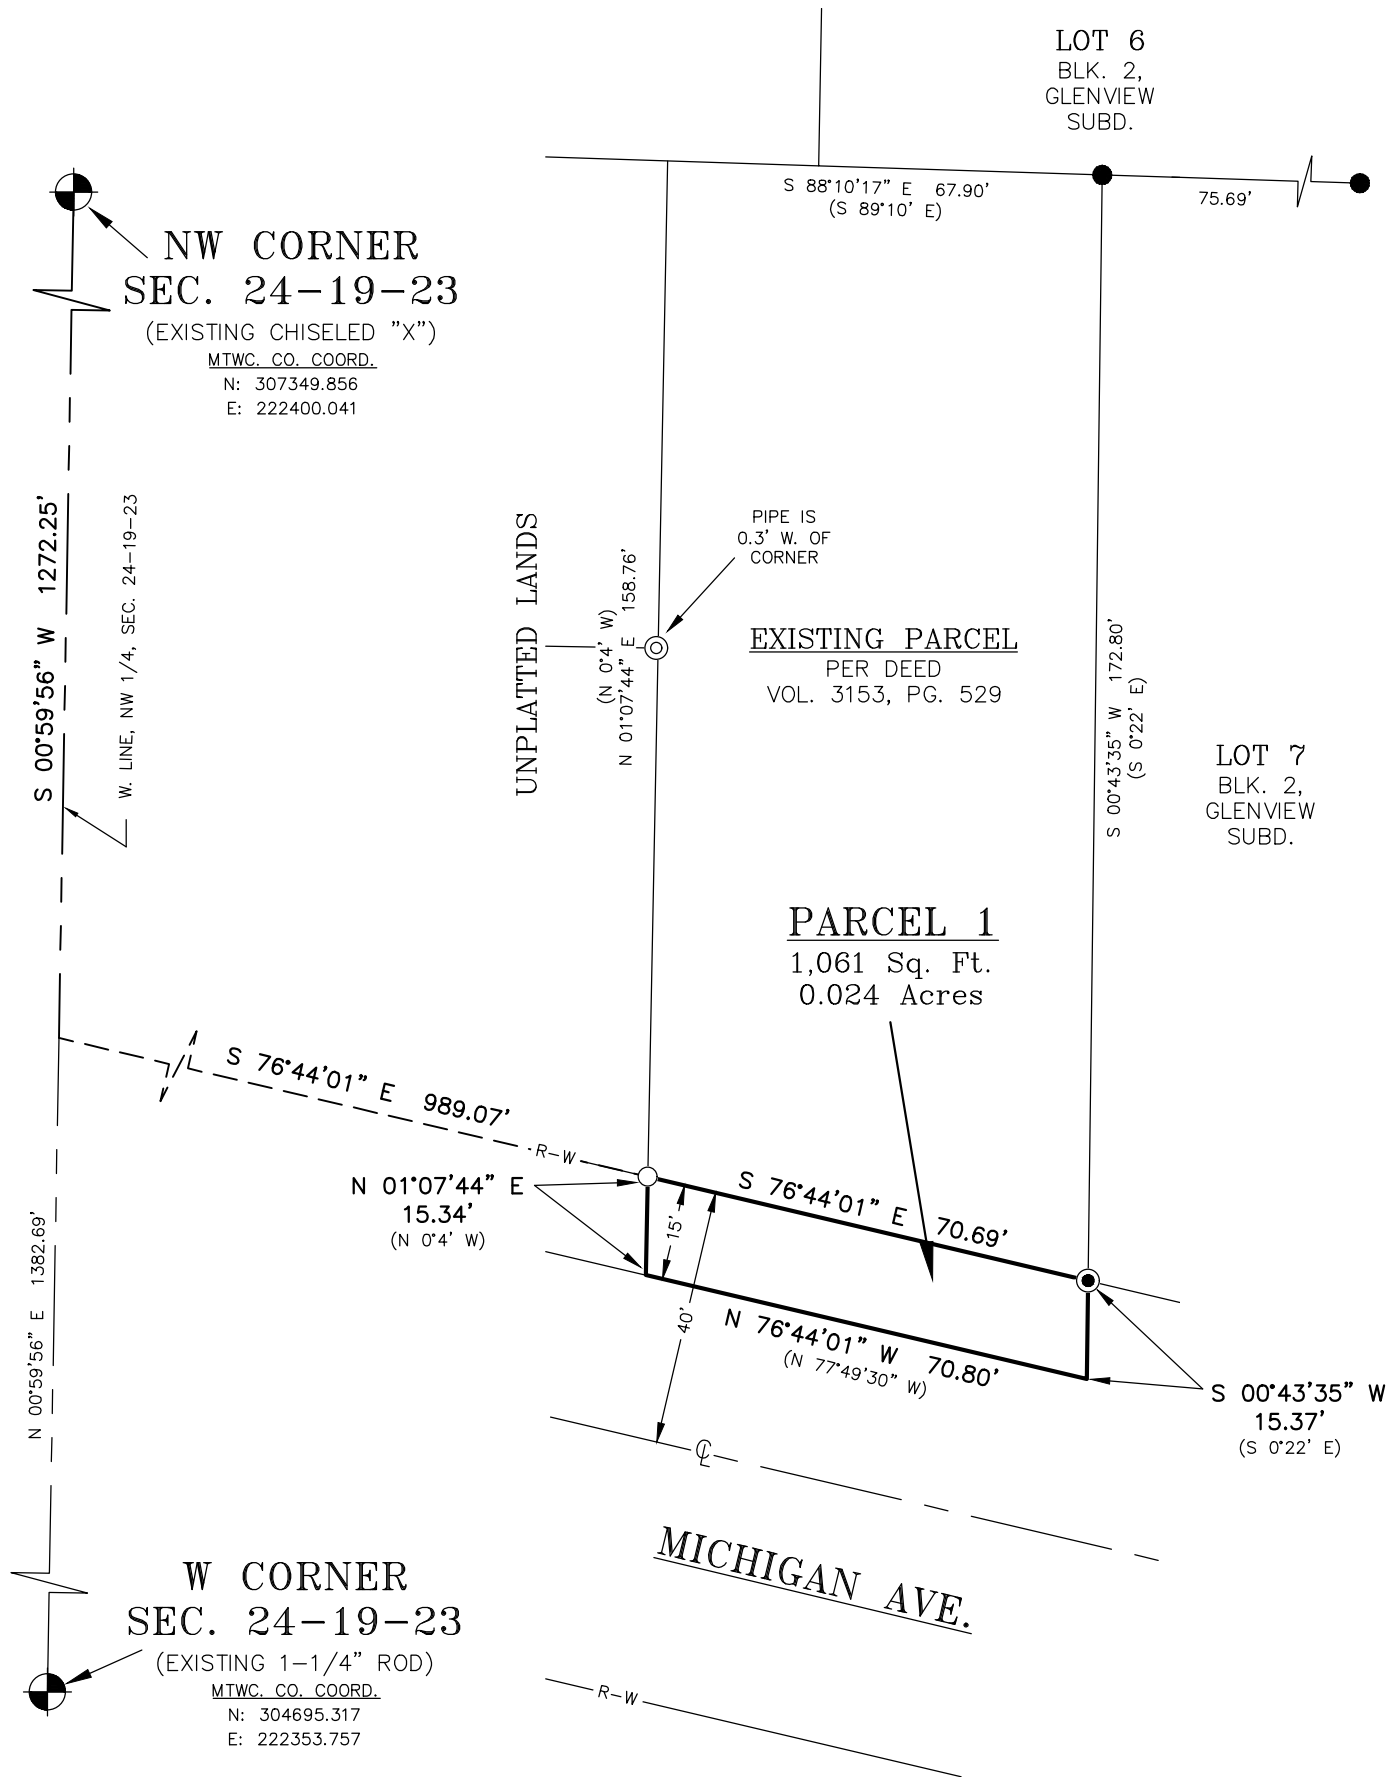 LOT 6
BLK. 2,
GLENVIEW
SUBD.
S 88°10'17" E 67.90'
(S 89°10' E)
75.69'
NW CORNER
SEC. 24-19-23
(EXISTING CHISELED "X")
MTWC. CO. COORD.
N: 307349.856
E: 222400.041
S 00°59'56" W 1272.25'
W. LINE, NW 1/4, SEC. 24-19-23
UNPLATTED LANDS
(N 0°4' W)
N 01°07'44" E 158.76'
PIPE IS
0.3' W. OF
CORNER
EXISTING PARCEL
PER DEED
VOL. 3153, PG. 529
S 00°43'35" W 172.80'
(S 0°22' E)
LOT 7
BLK. 2,
GLENVIEW
SUBD.
PARCEL 1
1,061 Sq. Ft.
0.024 Acres
S 76°44'01" E 989.07'
R-W
N 01°07'44" E
15.34'
(N 0°4' W)
S 76°44'01" E 70.69'
15'
40'
N 76°44'01" W 70.80'
(N 77°49'30" W)
S 00°43'35" W
15.37'
(S 0°22' E)
N 00°59'56" E 1382.69'
CL
MICHIGAN AVE.
W CORNER
SEC. 24-19-23
(EXISTING 1-1/4" ROD)
MTWC. CO. COORD.
N: 304695.317
E: 222353.757
R-W